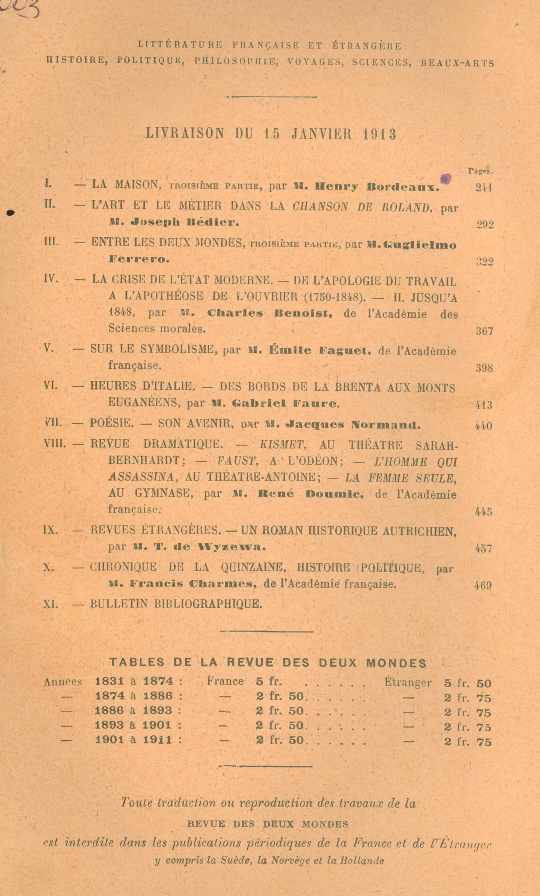 LITTÉRATURE FRANÇAISE ET ÉTRANGÈRE
HISTOIRE, POLITIQUE, PHILOSOPHIE, VOYAGES, SCIENCES, BEAUX-ARTS
LIVRAISON DU 15 JANVIER 1913
Pages.
I. — LA MAISON, TROISIÈME PARTIE, par M. Henry Bordeaux. 241
II. — L'ART ET LE MÉTIER DANS LA CHANSON DE ROLAND, par
M. Joseph Bédier. 292
III. — ENTRE LES DEUX MONDES, TROISIÈME PARTIE, par M. Guglielmo
Ferrero. 322
IV. — LA CRISE DE L'ÉTAT MODERNE. — DE L'APOLOGIE DU TRAVAIL
A L'APOTHÉOSE DE L'OUVRIER (1750-1848). — II. JUSQU'A
1848, par M. Charles Benoist, de l'Académie des
Sciences morales. 367
V. — SUR LE SYMBOLISME, par M. Émile Faguet, de l'Académie
française. 398
VI. — HEURES D'ITALIE. — DES BORDS DE LA BRENTA AUX MONTS
EUGANÉENS, par M. Gabriel Faure. 413
VII. — POÉSIE. — SON AVENIR, par M. Jacques Normand. 440
VIII. — REVUE DRAMATIQUE. — KISMET, AU THÉATRE SARAH-
BERNHARDT; — FAUST, A L'ODÉON; — L'HOMME QUI
ASSASSINA, AU THÉATRE-ANTOINE; — LA FEMME SEULE,
AU GYMNASE, par M. René Doumic, de l'Académie
française. 445
IX. — REVUES ÉTRANGÈRES. — UN ROMAN HISTORIQUE AUTRICHIEN,
par M. T. de Wyzewa. 457
X. — CHRONIQUE DE LA QUINZAINE, HISTOIRE POLITIQUE, par
M. Francis Charmes, de l'Académie française. 469
XI. — BULLETIN BIBLIOGRAPHIQUE.
TABLES DE LA REVUE DES DEUX MONDES
Années 1831 à 1874 : France 5 fr. . . . . . . Étranger 5 fr. 50
— 1874 à 1886 : — 2 fr. 50. . . . . . — 2 fr. 75
— 1886 à 1893 : — 2 fr. 50. . . . . . — 2 fr. 75
— 1893 à 1901 : — 2 fr. 50. . . . . . — 2 fr. 75
— 1901 à 1911 : — 2 fr. 50. . . . . . — 2 fr. 75
Toute traduction ou reproduction des travaux de la
REVUE DES DEUX MONDES
est interdite dans les publications périodiques de la France et de l'Étranger
y compris la Suède, la Norvège et la Hollande